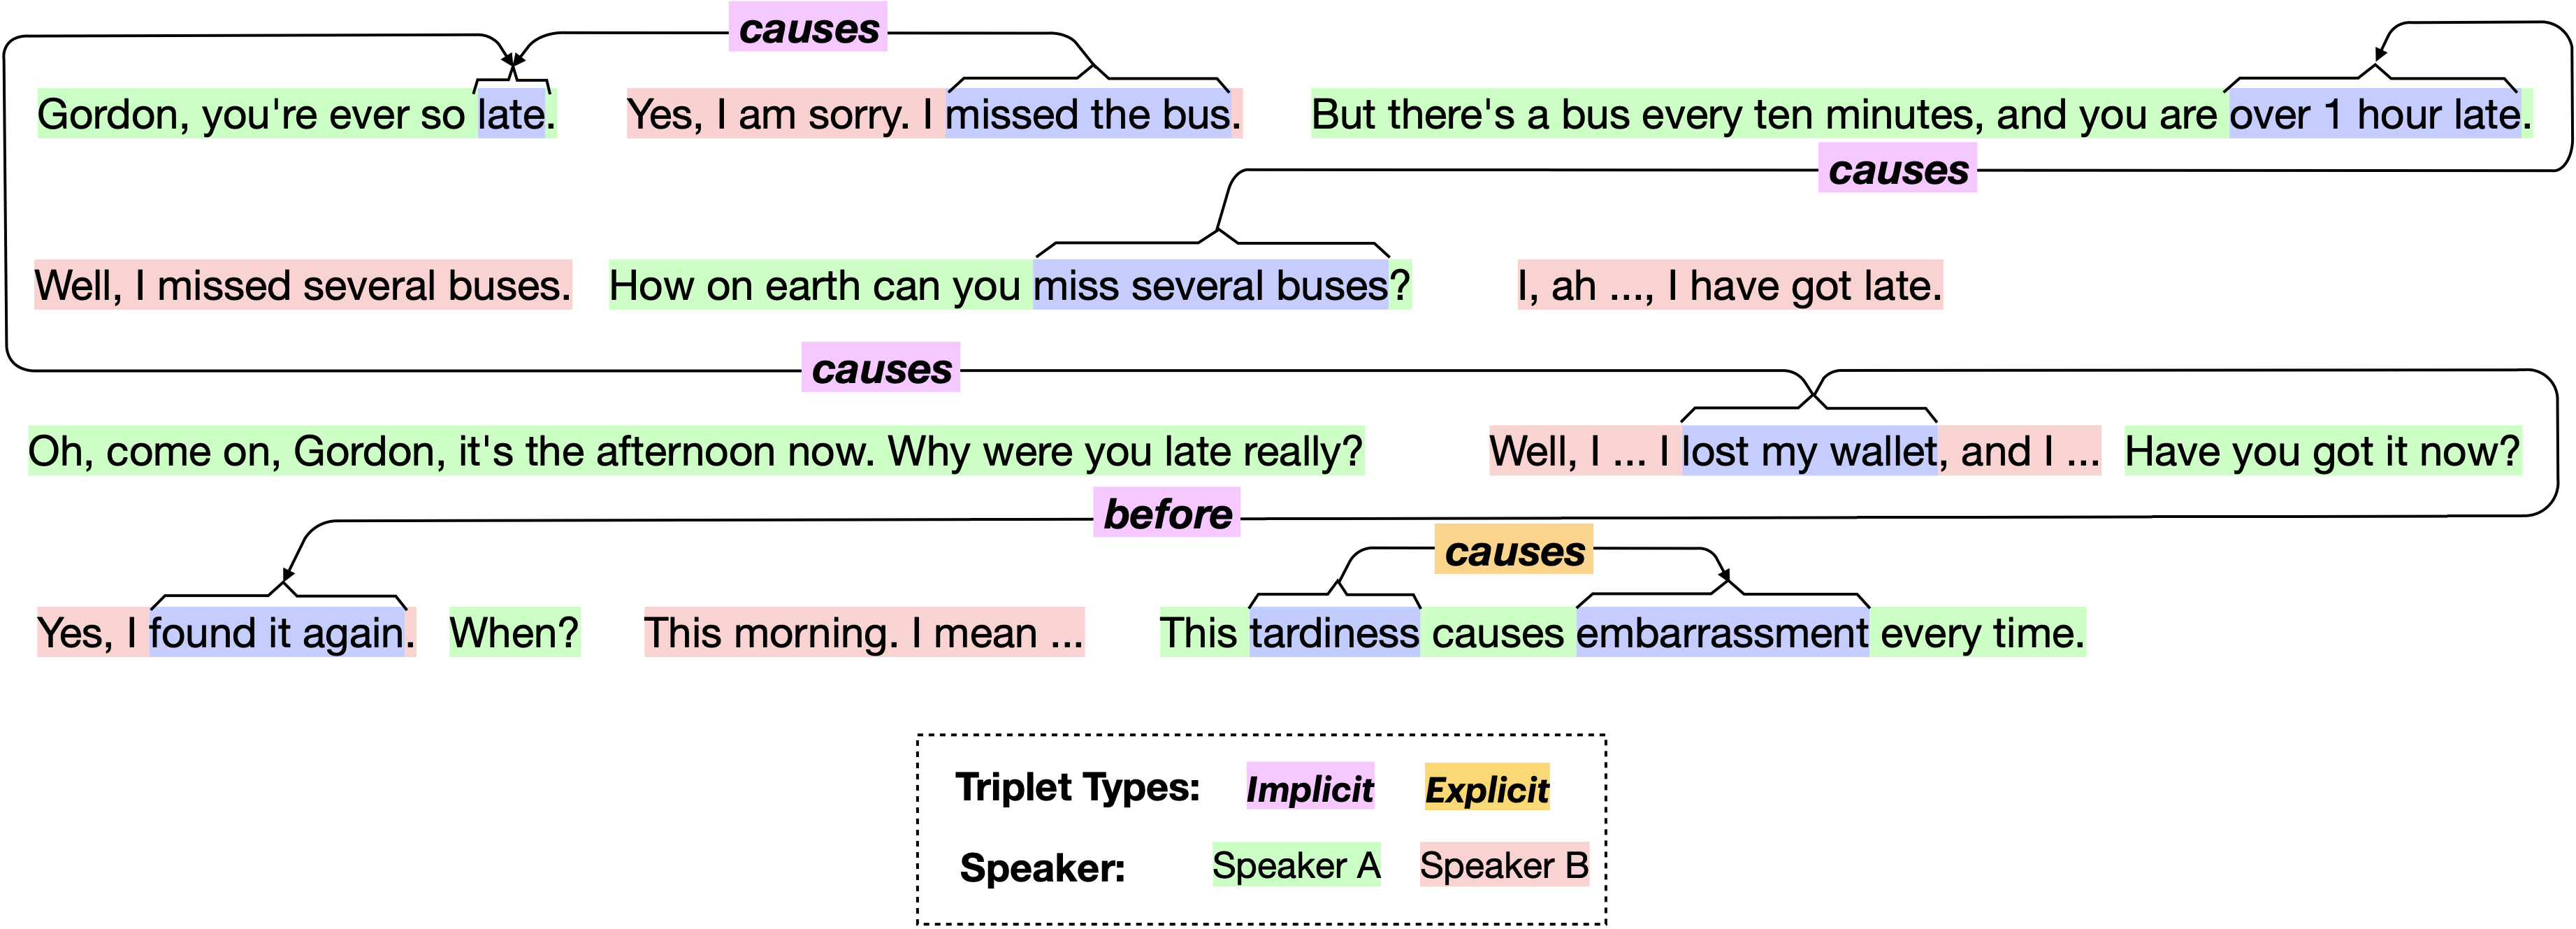 causes
Gordon, you're ever so late. Yes, I am sorry. I missed the bus. But there's a bus every ten minutes, and you are over 1 hour late.
causes
Well, I missed several buses. How on earth can you miss several buses? I, ah ..., I have got late.
causes
Oh, come on, Gordon, it's the afternoon now. Why were you late really? Well, I ... I lost my wallet, and I ... Have you got it now?
before
causes
Yes, I found it again. When? This morning. I mean ... This tardiness causes embarrassment every time.
Triplet Types: Implicit Explicit
Speaker: Speaker A Speaker B